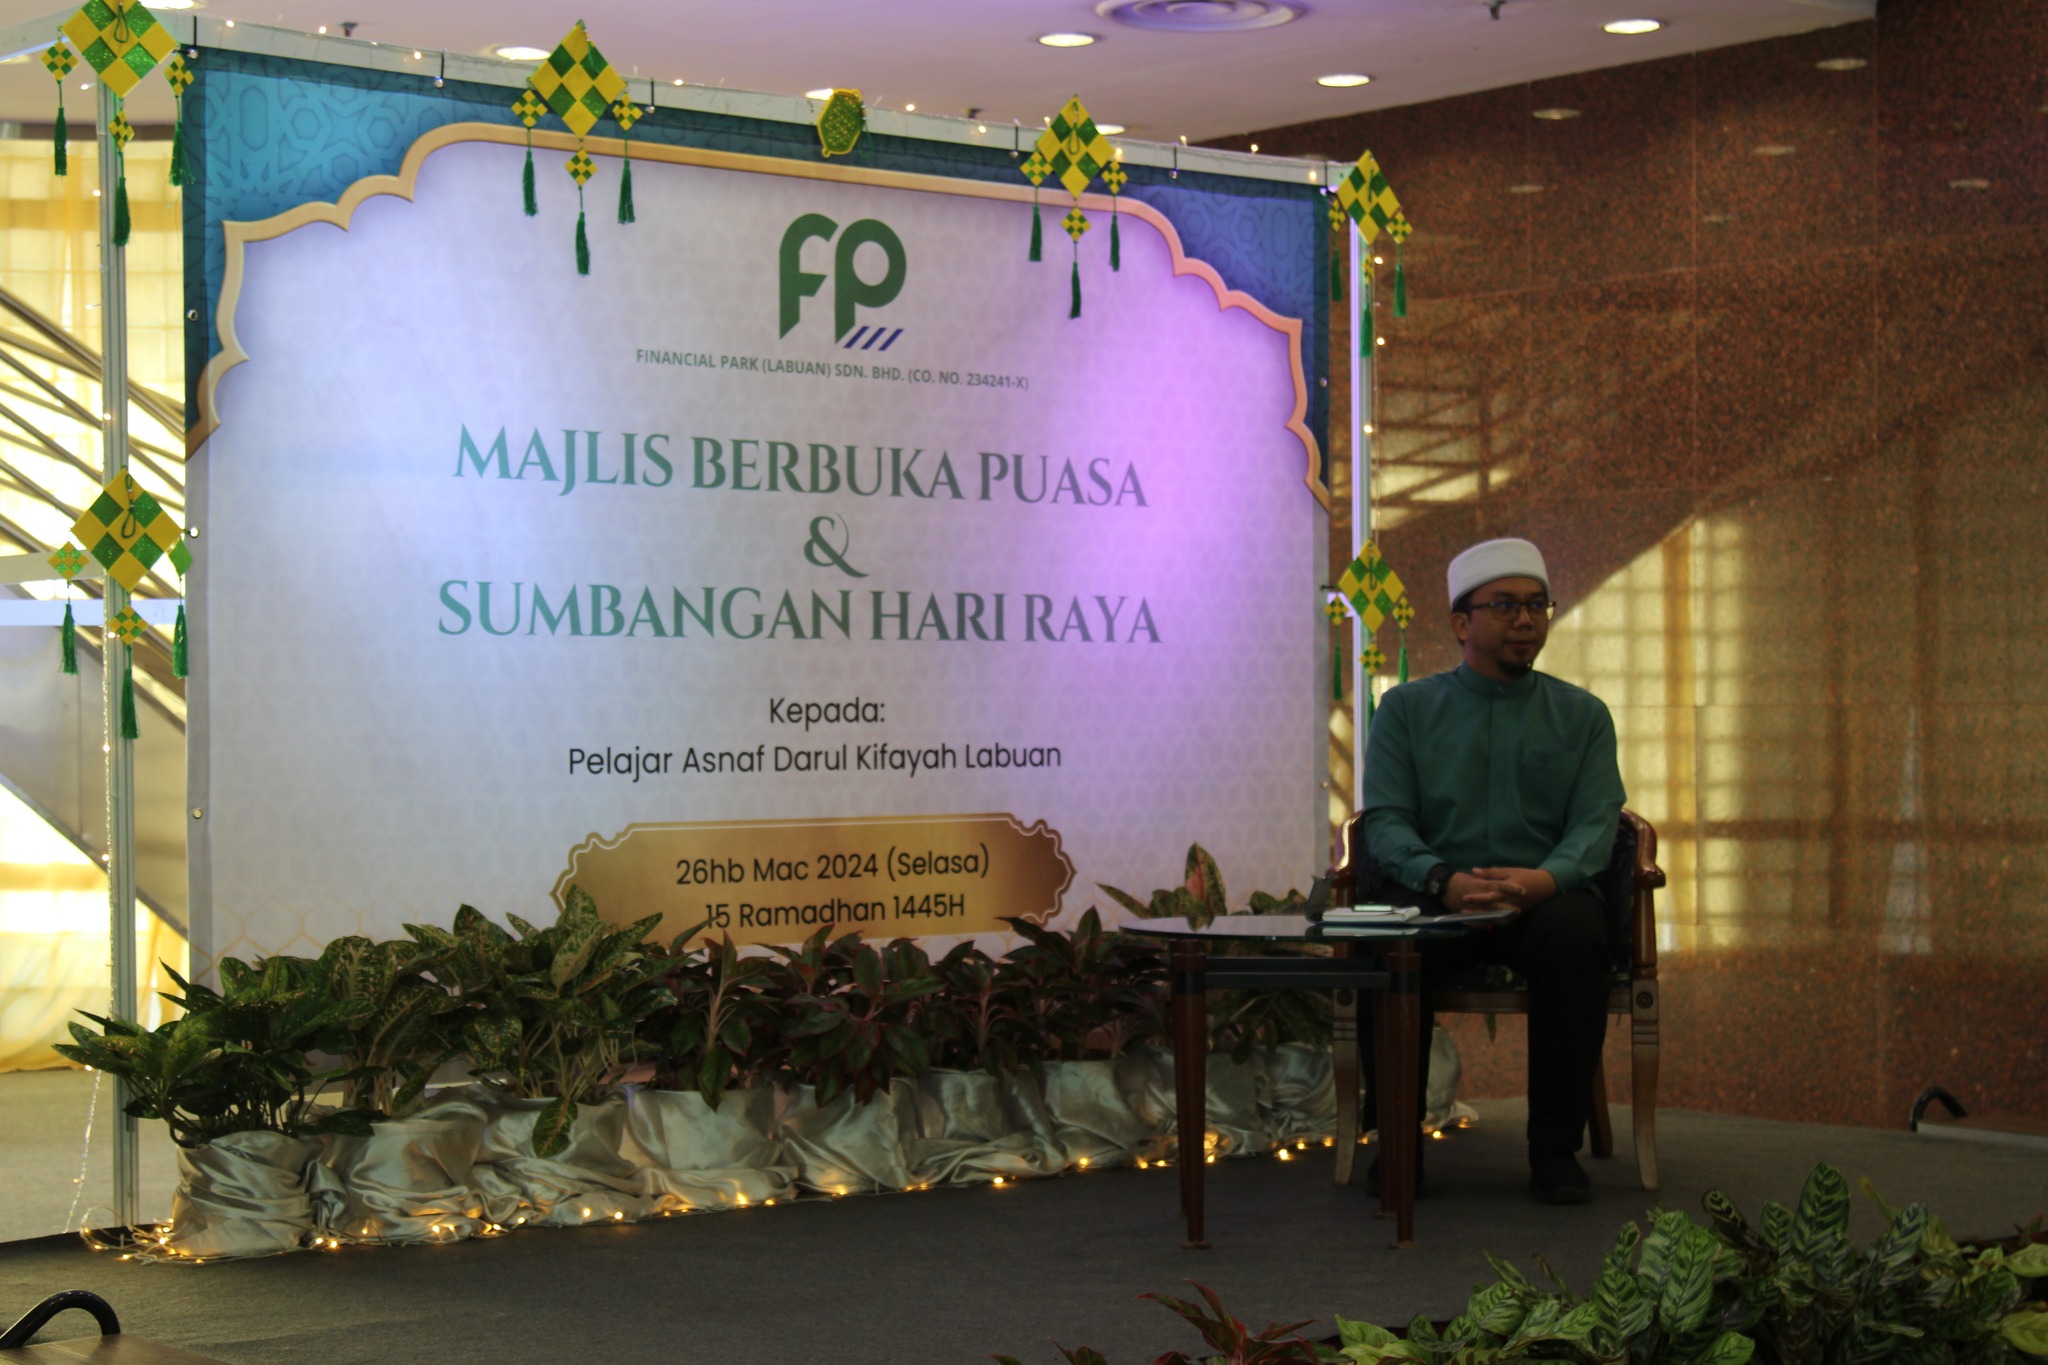 FP
FINANCIAL PARK (LABUAN) SDN. BHD. (CO. NO. 234241-X)
MAJLIS BERBUKA PUASA
&
SUMBANGAN HARI RAYA
Kepada:
Pelajar Asnaf Darul Kifayah Labuan
26hb Mac 2024 (Selasa)
15 Ramadhan 1445H